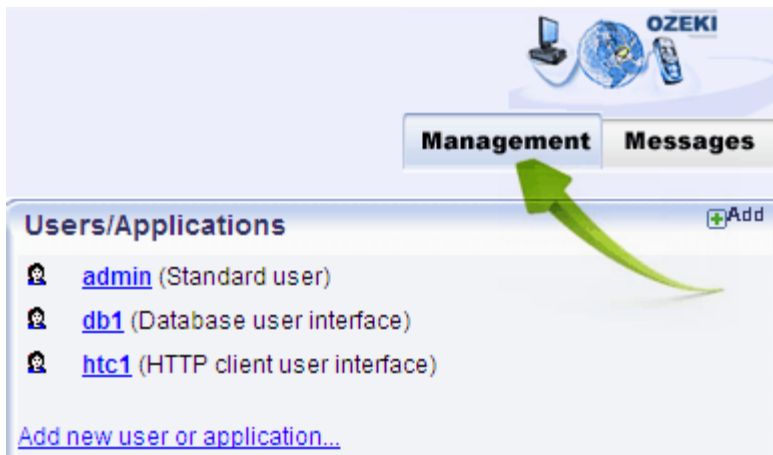 OZEKI
Management Messages
Users/Applications Add
admin (Standard user)
db1 (Database user interface)
htc1 (HTTP client user interface)
Add new user or application...